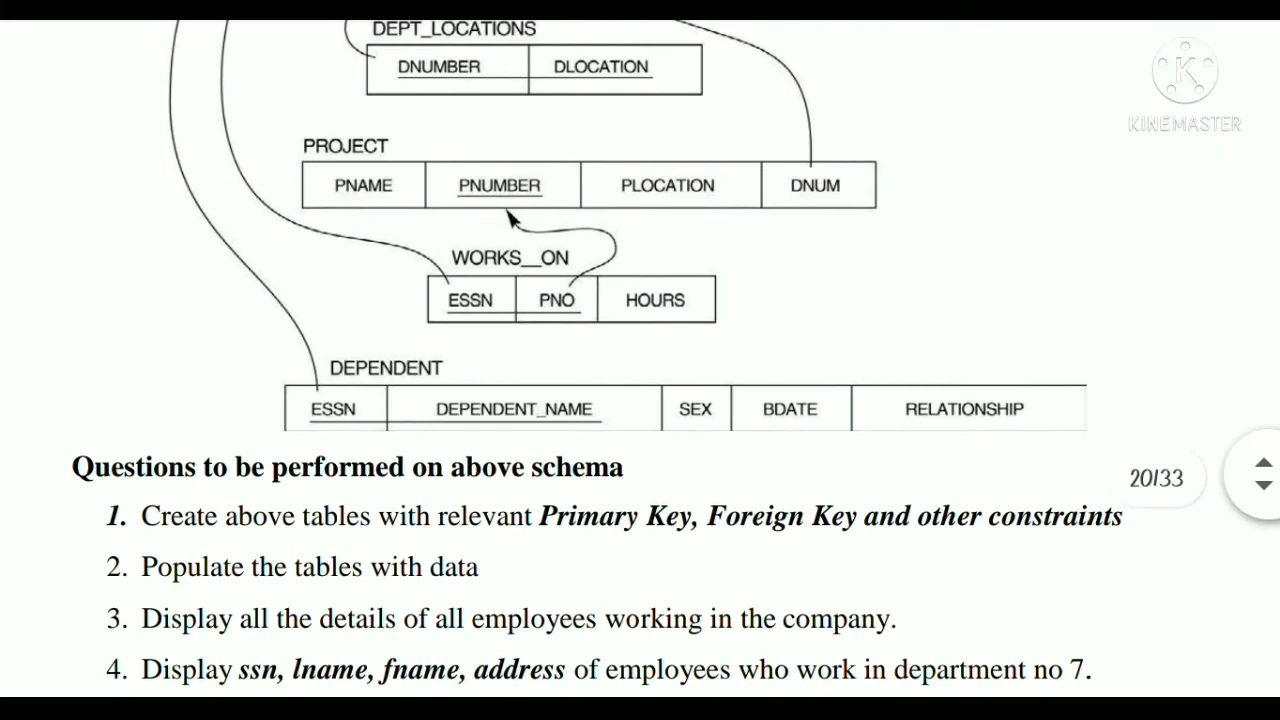 DEPT_LOCATIONS
DNUMBER DLOCATION
KINEMASTER
PROJECT
PNAME PNUMBER PLOCATION DNUM
WORKS__ON
ESSN PNO HOURS
DEPENDENT
ESSN DEPENDENT_NAME SEX BDATE RELATIONSHIP
Questions to be performed on above schema
20/33
1. Create above tables with relevant Primary Key, Foreign Key and other constraints
2. Populate the tables with data
3. Display all the details of all employees working in the company.
4. Display ssn, lname, fname, address of employees who work in department no 7.